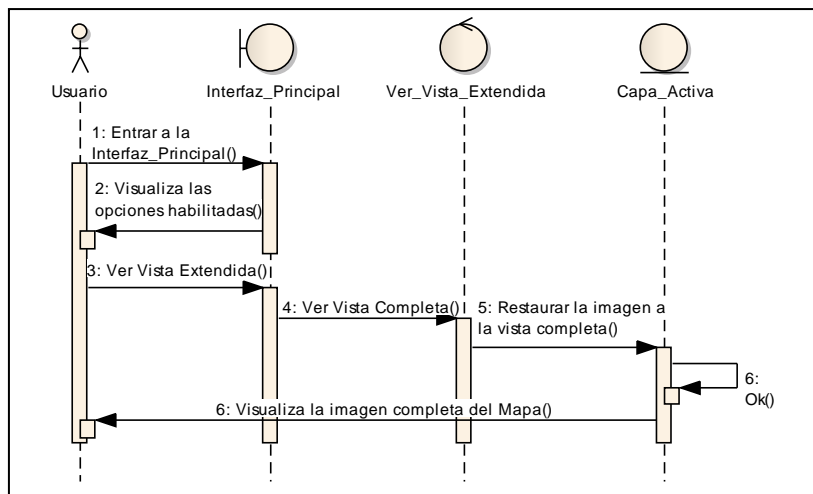 Usuario
Interfaz_Principal
Ver_Vista_Extendida
Capa_Activa
1: Entrar a la
Interfaz_Principal()
2: Visualiza las
opciones habilitadas()
3: Ver Vista Extendida()
4: Ver Vista Completa()
5: Restaurar la imagen a
la vista completa()
6:
Ok()
6: Visualiza la imagen completa del Mapa()